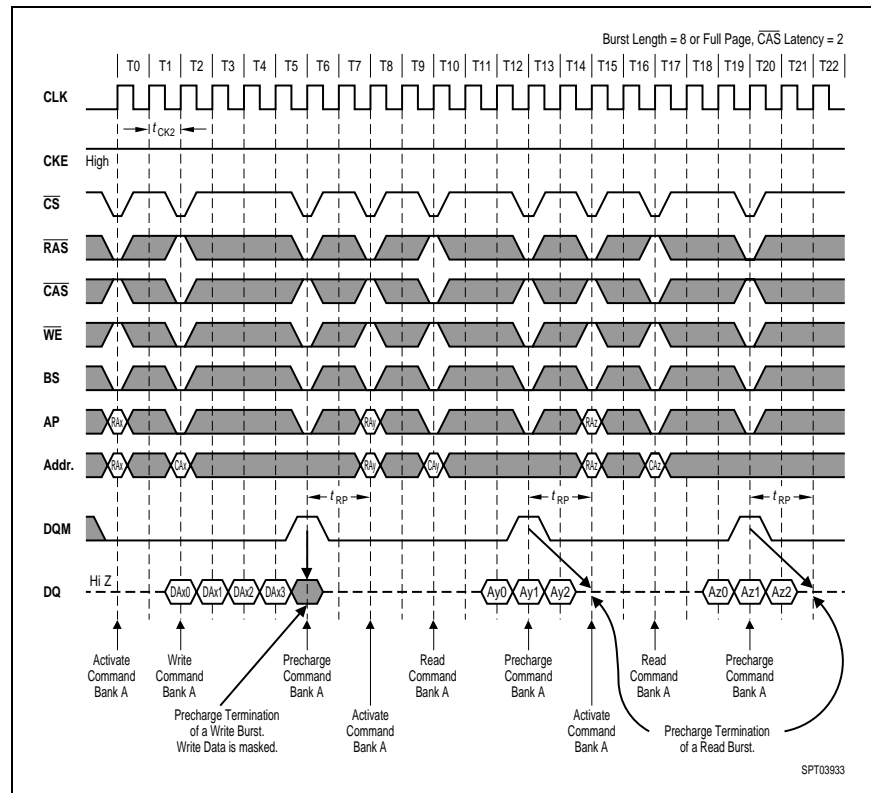 Burst Length = 8 or Full Page, CAS Latency = 2
T0 T1 T2 T3 T4 T5 T6 T7 T8 T9 T10 T11 T12 T13 T14 T15 T16 T17 T18 T19 T20 T21 T22
CLK
tCK2
CKE High
CS
RAS
CAS
WE
BS
AP RAx RAy RAz
Addr. RAx CAx RAy CAy RAz CAz
tRP tRP tRP
DQM
DQ Hi Z DAx0 DAx1 DAx2 DAx3 Ay0 Ay1 Ay2 Az0 Az1 Az2
Activate
Command
Bank A
Write
Command
Bank A
Precharge
Command
Bank A
Read
Command
Bank A
Precharge
Command
Bank A
Read
Command
Bank A
Precharge
Command
Bank A
Precharge Termination
of a Write Burst.
Write Data is masked.
Activate
Command
Bank A
Activate
Command
Bank A
Precharge Termination
of a Read Burst.
SPT03933